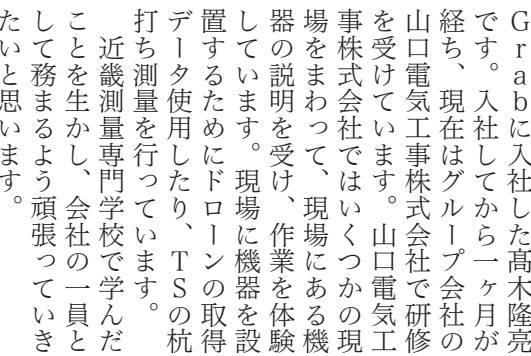 Grabに入社した髙木隆亮
です。入社してから一ヶ月が
経ち、現在はグループ会社の
山口電気工事株式会社で研修
を受けています。山口電気工
事株式会社ではいくつかの現
場をまわって、現場にある機
器の説明を受け、作業を体験
しています。現場に機器を設
置するためにドローンの取得
データ使用したり、TSの杭
打ち測量を行っています。
　近畿測量専門学校で学んだ
ことを生かし、会社の一員と
して務まるよう頑張っていき
たいと思います。